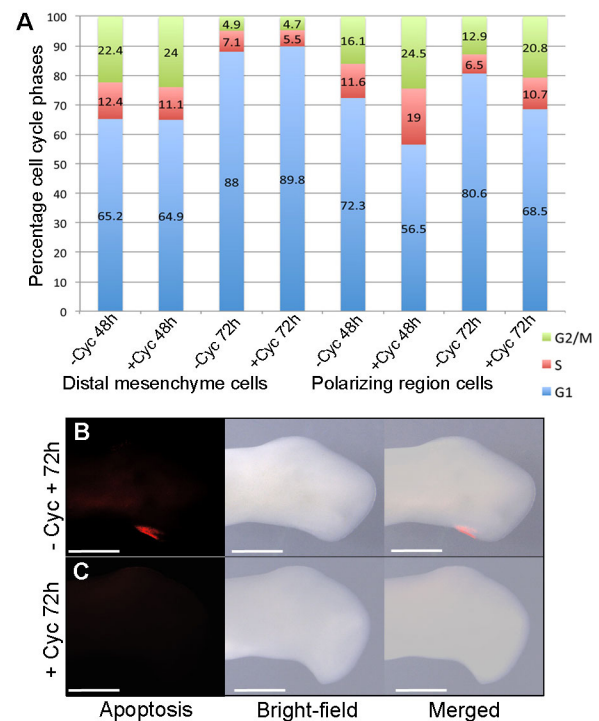 A
Percentage cell cycle phases
100
90
80
70
60
50
40
30
20
10
0
22.4
12.4
65.2
24
11.1
64.9
4.9
7.1
88
4.7
5.5
89.8
16.1
11.6
72.3
24.5
19
56.5
12.9
6.5
80.6
20.8
10.7
68.5
-Cyc 48h
+Cyc 48h
-Cyc 72h
+Cyc 72h
-Cyc 48h
+Cyc 48h
-Cyc 72h
+Cyc 72h
Distal mesenchyme cells
Polarizing region cells
G2/M
S
G1
B
- Cyc + 72h
C
+ Cyc 72h
Apoptosis
Bright-field
Merged